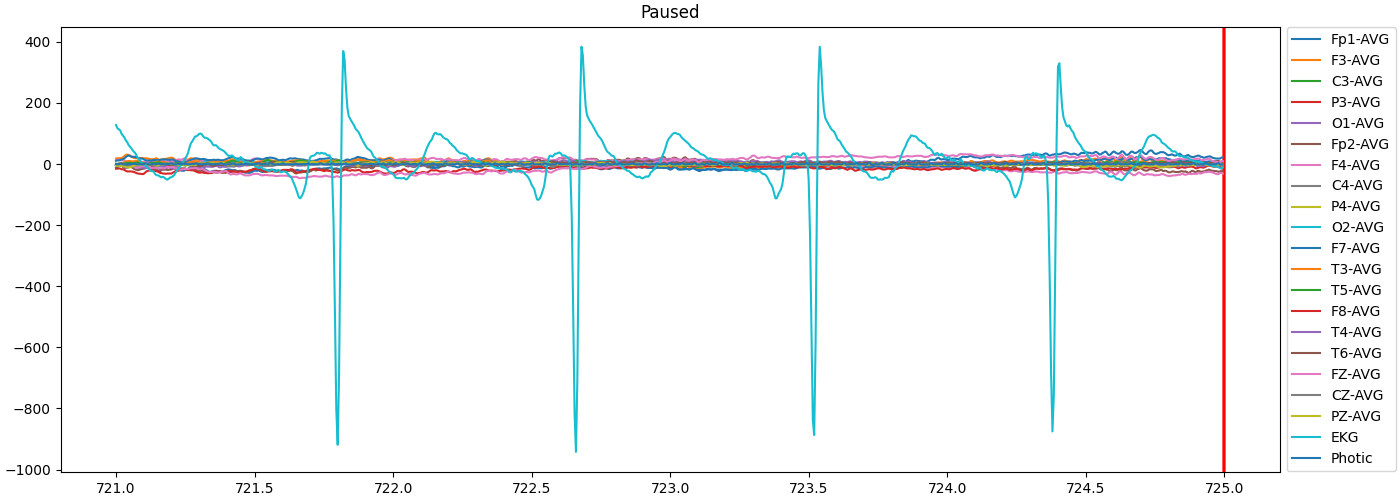 Paused
400
200
0
−200
−400
−600
−800
−1000
721.0 721.5 722.0 722.5 723.0 723.5 724.0 724.5 725.0
Fp1-AVG
F3-AVG
C3-AVG
P3-AVG
O1-AVG
Fp2-AVG
F4-AVG
C4-AVG
P4-AVG
O2-AVG
F7-AVG
T3-AVG
T5-AVG
F8-AVG
T4-AVG
T6-AVG
FZ-AVG
CZ-AVG
PZ-AVG
EKG
Photic